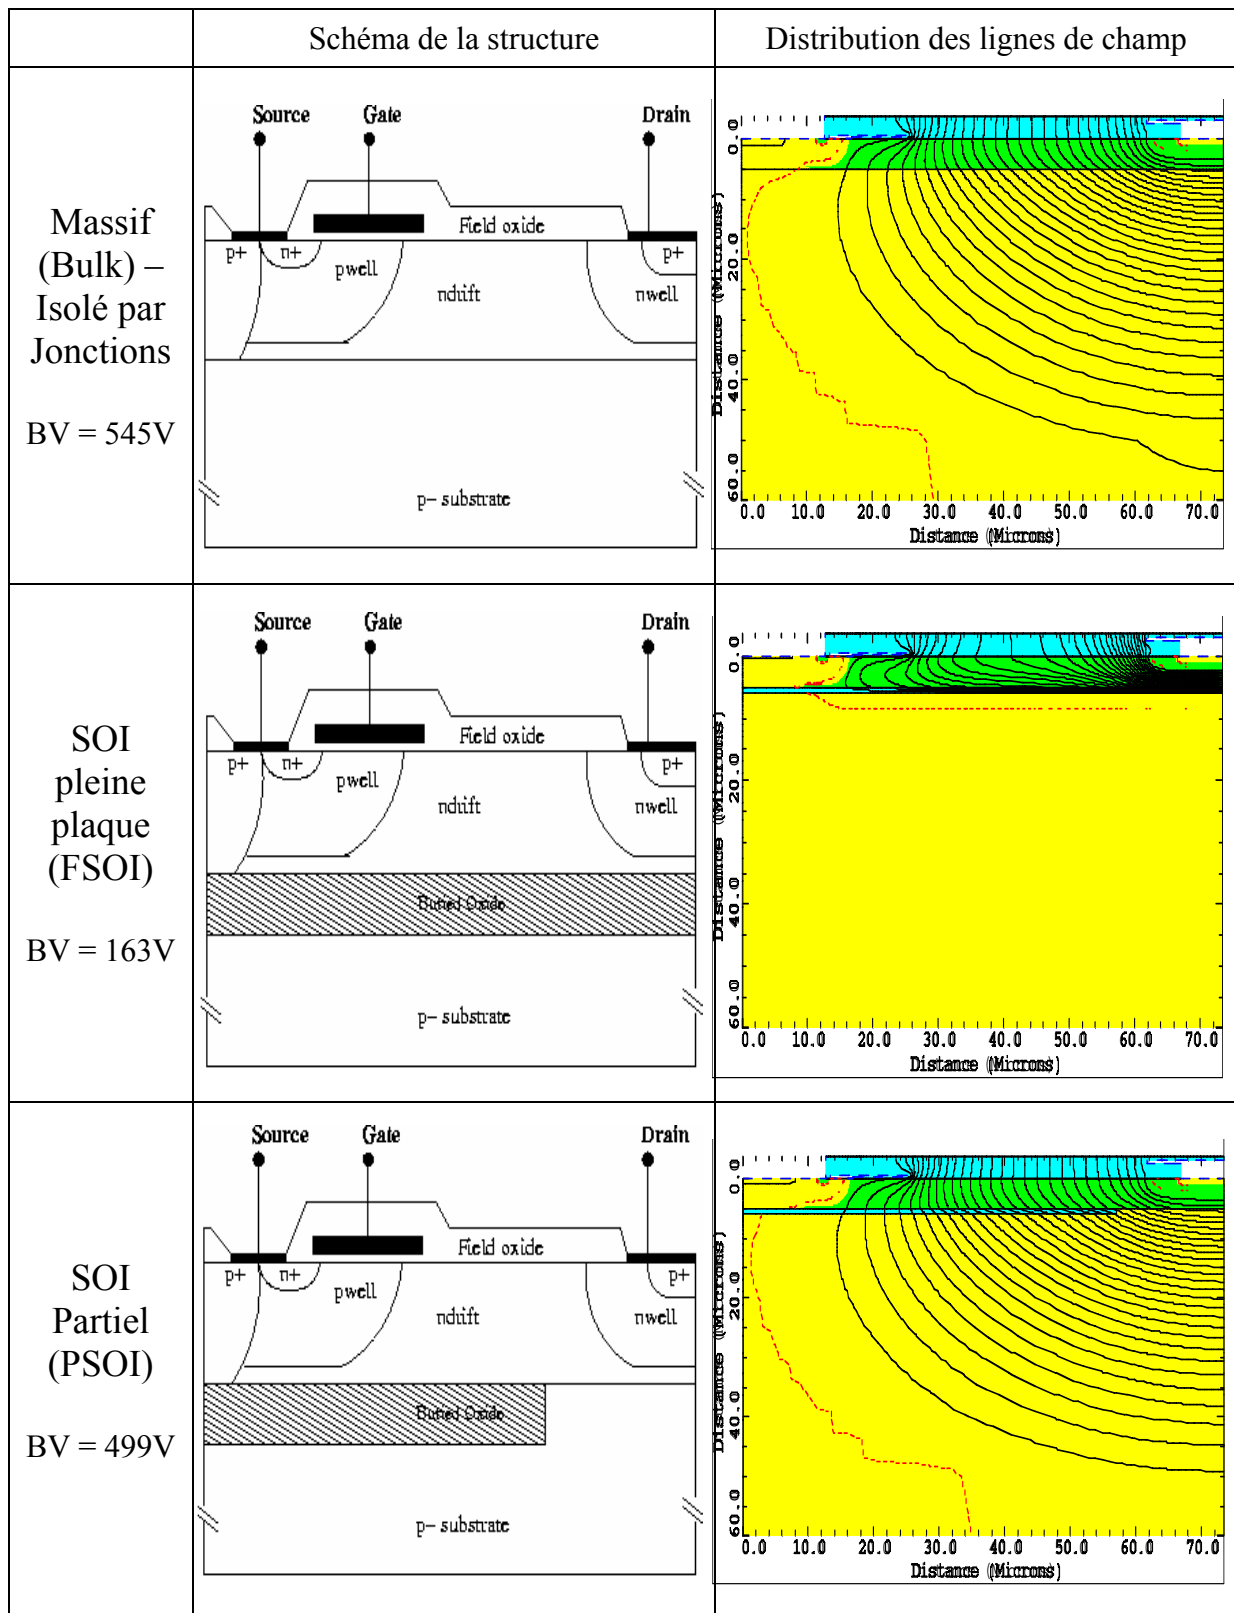 Schéma de la structure
Distribution des lignes de champ
Massif
(Bulk) –
Isolé par
Jonctions
BV = 545V
Source
Gate
Drain
Field oxide
p+
n+
pwell
ndrift
p+
nwell
p- substrate
0.0
20.0
40.0
60.0
Distance (Microns)
0.0 10.0 20.0 30.0 40.0 50.0 60.0 70.0
Distance (Microns)
SOI
pleine
plaque
(FSOI)
BV = 163V
Source
Gate
Drain
Field oxide
p+
n+
pwell
ndrift
p+
nwell
Buried Oxide
p- substrate
0.0
20.0
40.0
60.0
Distance (Microns)
0.0 10.0 20.0 30.0 40.0 50.0 60.0 70.0
Distance (Microns)
SOI
Partiel
(PSOI)
BV = 499V
Source
Gate
Drain
Field oxide
p+
n+
pwell
ndrift
p+
nwell
Buried Oxide
p- substrate
0.0
20.0
40.0
60.0
Distance (Microns)
0.0 10.0 20.0 30.0 40.0 50.0 60.0 70.0
Distance (Microns)